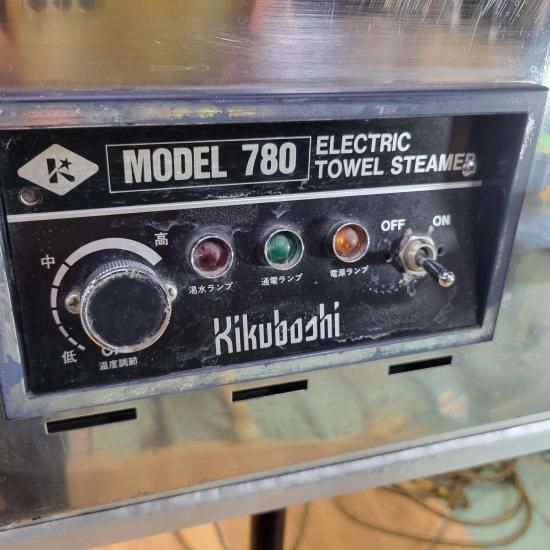 MODEL 780
ELECTRIC
TOWEL STEAMER
OFF
ON
高
中
低
温度調節
渇水ランプ
通電ランプ
電源ランプ
Kikuboshi